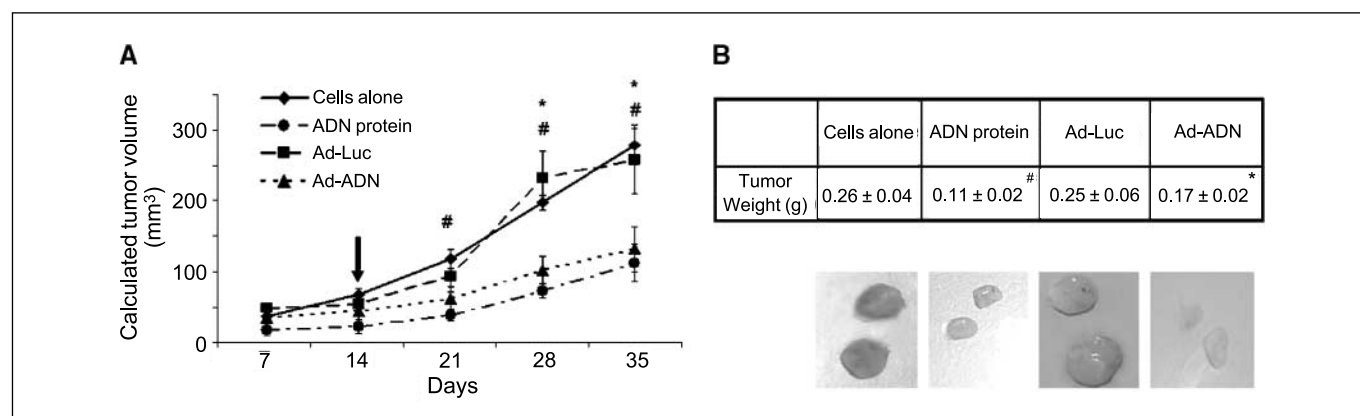 A
Cells alone
ADN protein
Ad-Luc
Ad-ADN
Calculated tumor volume
(mm3)
300
200
100
0
#
*
#
*
#
7
14
21
28
35
Days
B
Cells alone ADN protein Ad-Luc Ad-ADN
Tumor
Weight (g) 0.26 ± 0.04 0.11 ± 0.02 # 0.25 ± 0.06 0.17 ± 0.02 *